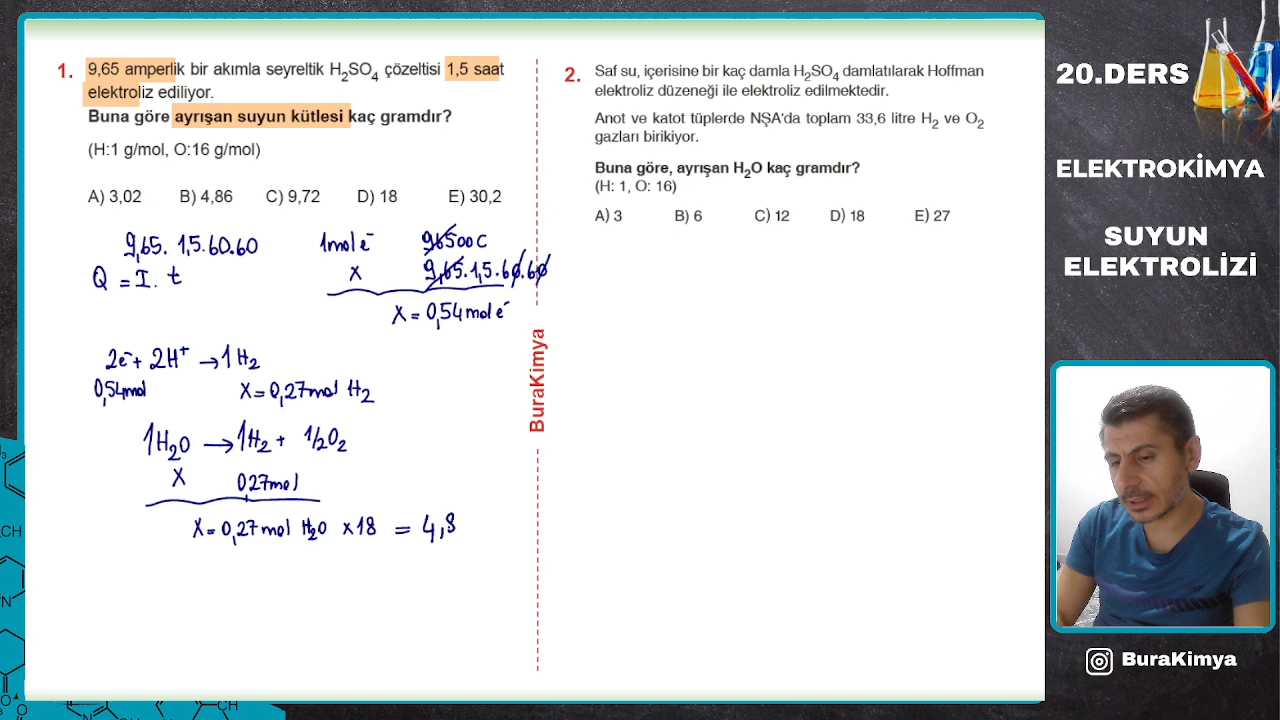 1. 9,65 amperlik bir akımla seyreltik H₂SO₄ çözeltisi 1,5 saat
elektroliz ediliyor.
Buna göre ayrışan suyun kütlesi kaç gramdır?
(H:1 g/mol, O:16 g/mol)
A) 3,02 B) 4,86 C) 9,72 D) 18 E) 30,2
9,65. 1,5.60.60
Q = I. t
1mol e⁻ 96500C
X 9,65.1,5.60.60
X = 0,54mol e⁻
2e⁻+ 2H⁺ → 1H₂
0,54mol X = 0,27mol H₂
1H₂O → 1H₂ + 1/2O₂
X 0,27mol
X = 0,27mol H₂O x18 = 4,8
BuraKimya
2. Saf su, içerisine bir kaç damla H₂SO₄ damlatılarak Hoffman
elektroliz düzeneği ile elektroliz edilmektedir.
Anot ve katot tüplerde NŞA'da toplam 33,6 litre H₂ ve O₂
gazları birikiyor.
Buna göre, ayrışan H₂O kaç gramdır?
(H: 1, O: 16)
A) 3 B) 6 C) 12 D) 18 E) 27
20.DERS
ELEKTROKİMYA
SUYUN
ELEKTROLİZİ
BuraKimya
CH
N
O
O
CH